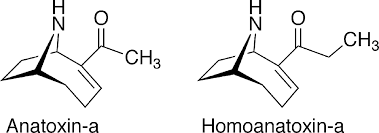 H H
N O N O
CH3 CH3
Anatoxin-a Homoanatoxin-a